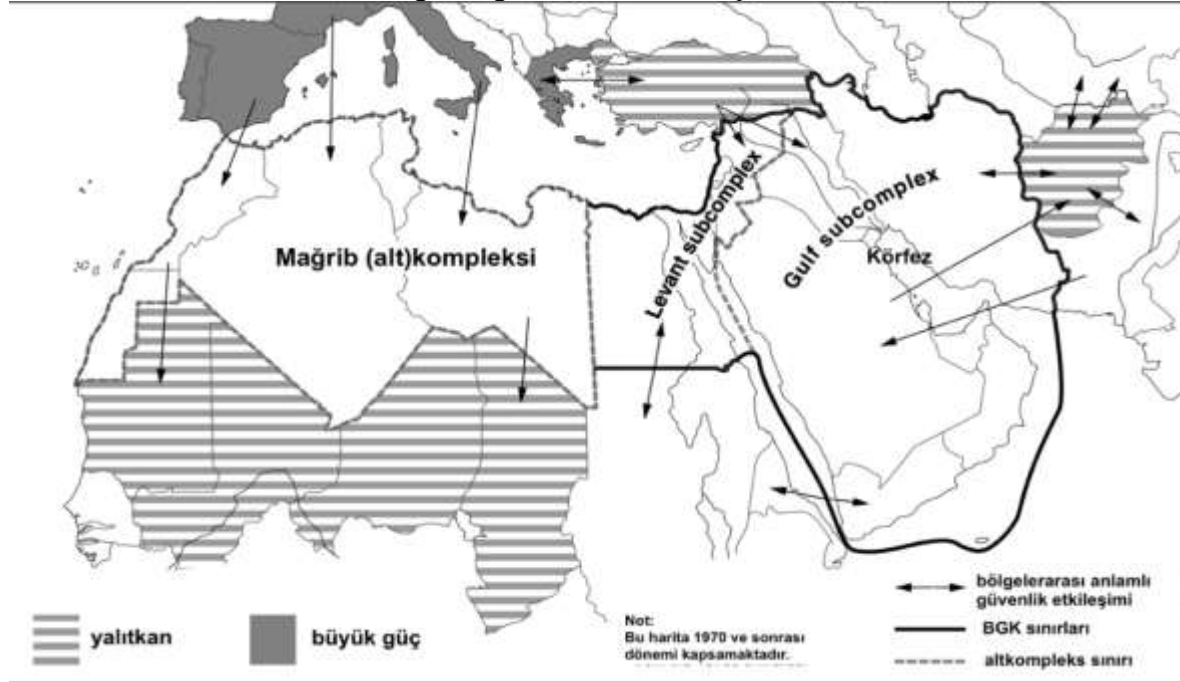 Mağrib (alt)kompleksi
Levant subcomplex
Gulf subcomplex
Körfez
yalıtkan
büyük güç
Not:
Bu harita 1970 ve sonrası
dönemi kapsamaktadır.
bölgelerarası anlamlı
güvenlik etkileşimi
BGK sınırları
altkompleks sınırı